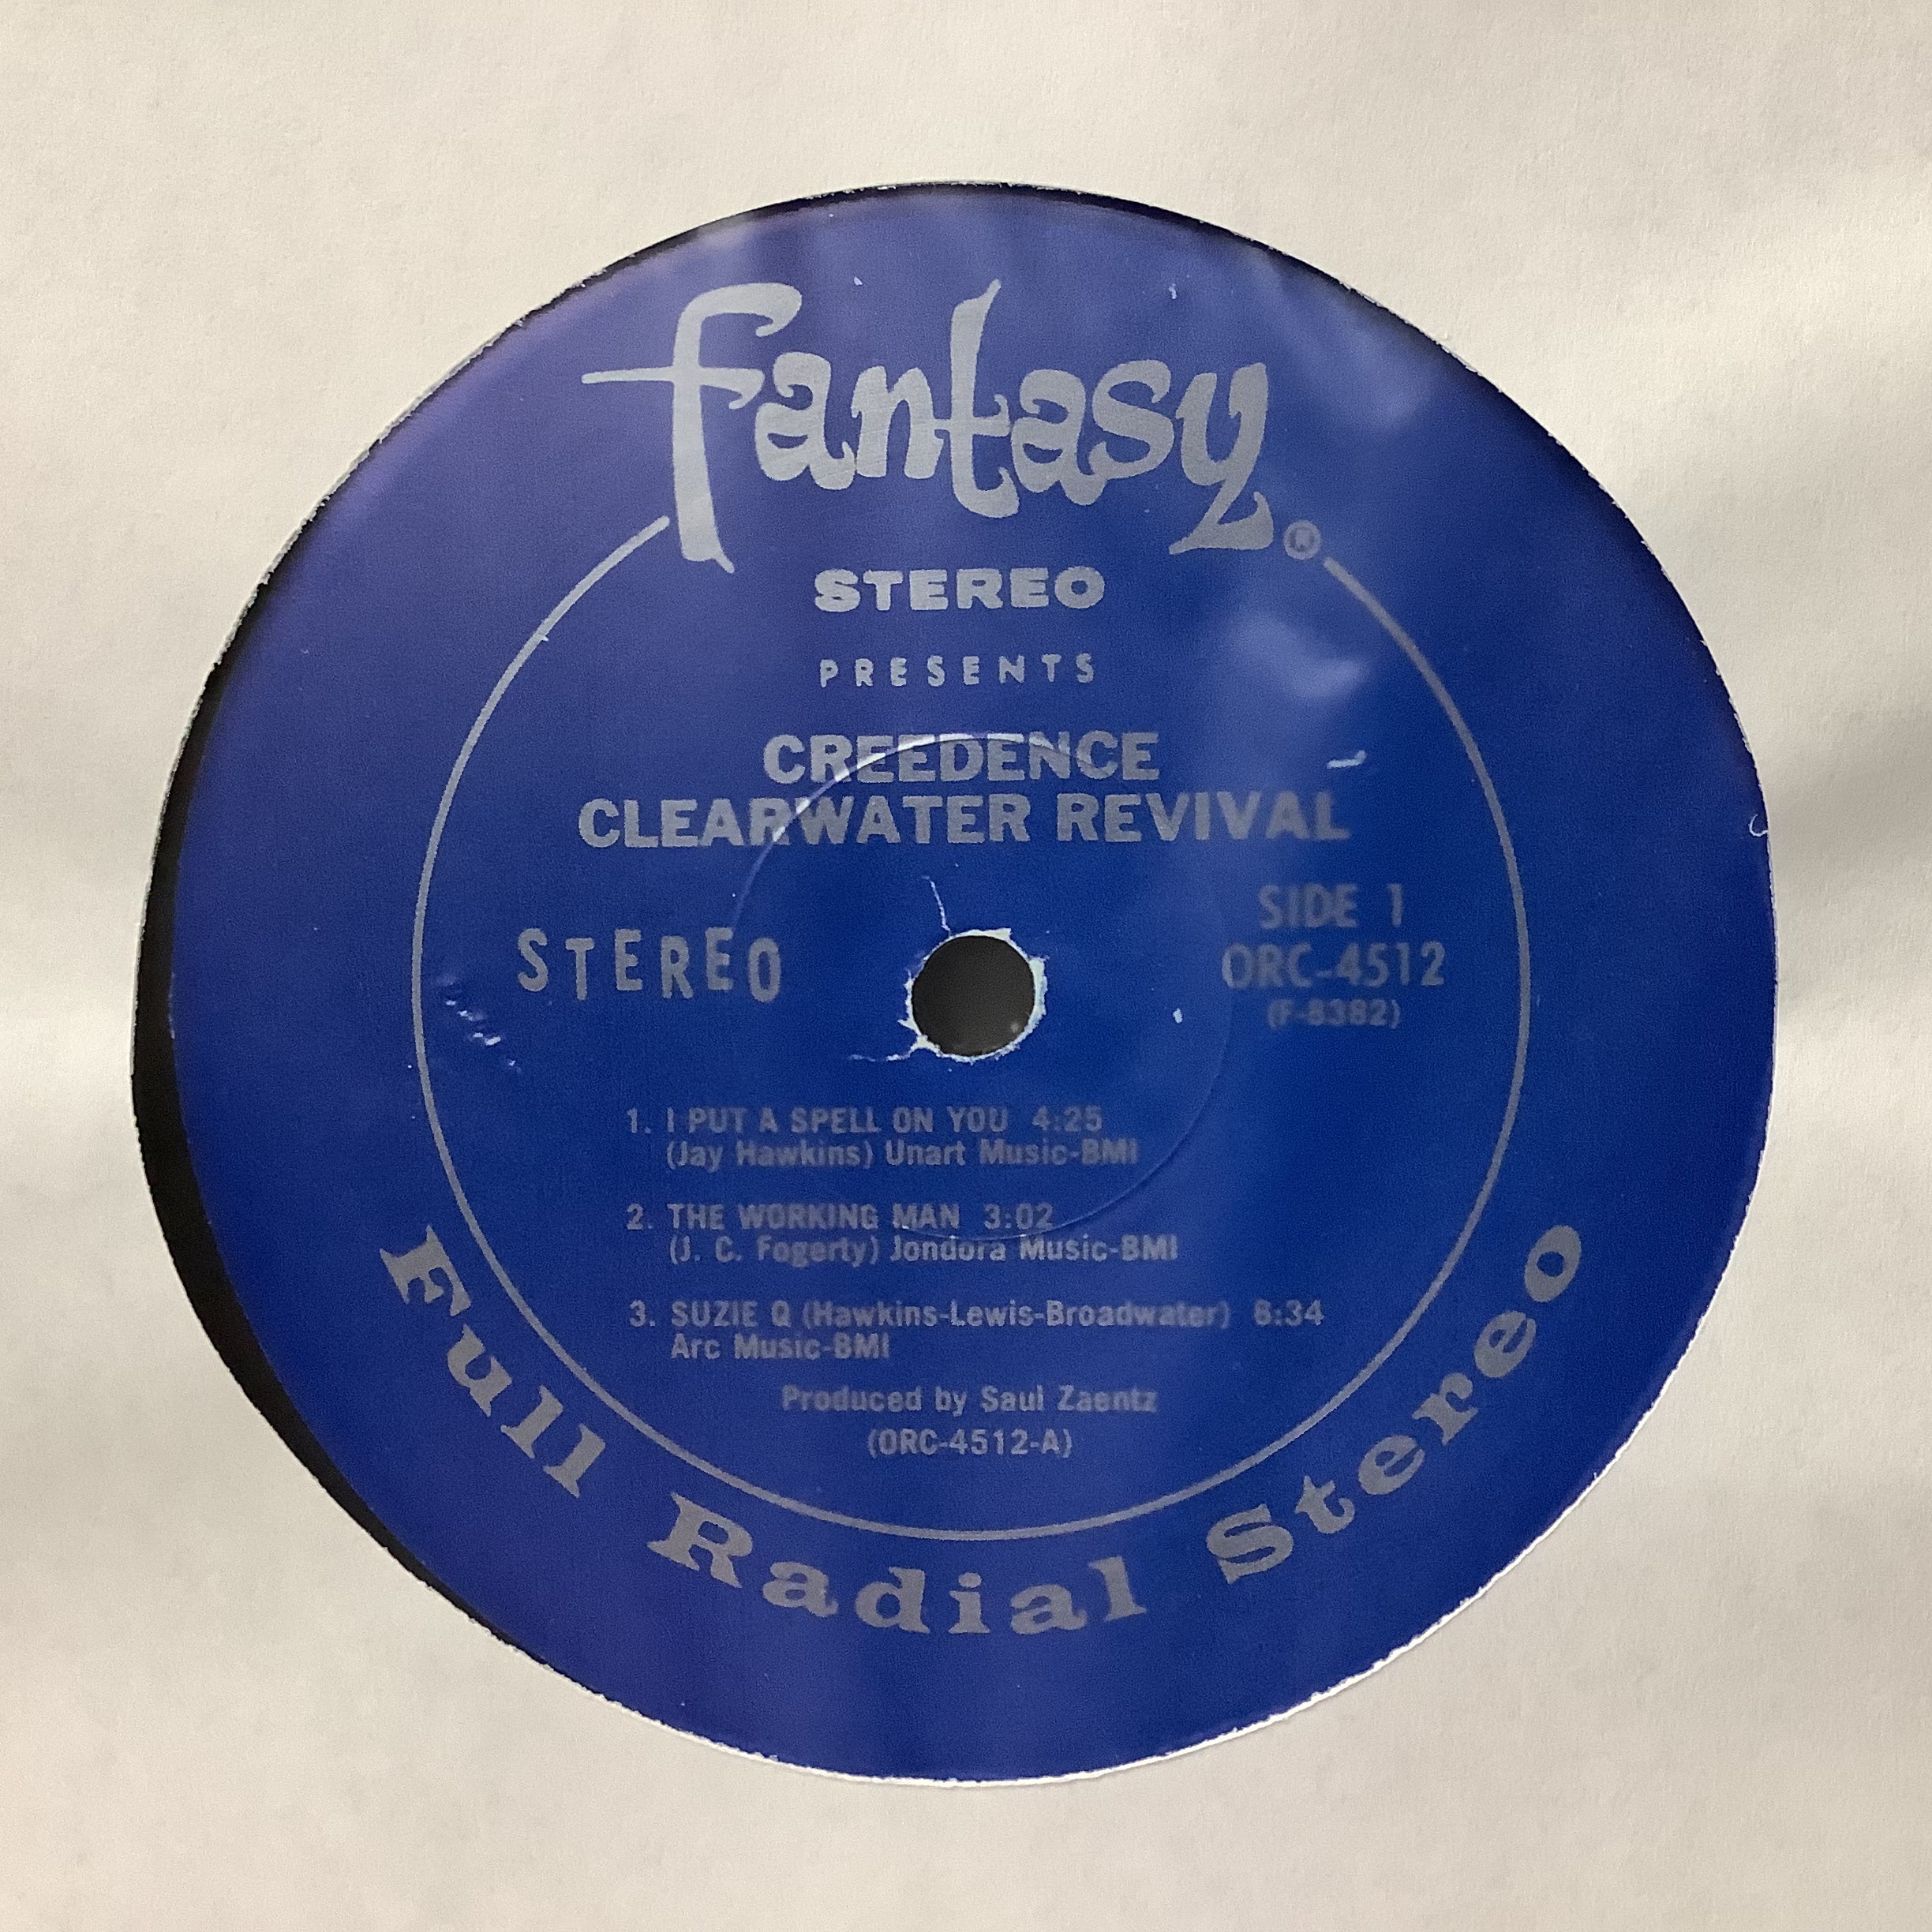 fantasy®
STEREO
PRESENTS
CREEDENCE
CLEARWATER REVIVAL
STEREO
SIDE 1
ORC-4512
(F-8382)
1. I PUT A SPELL ON YOU 4:25
(Jay Hawkins) Unart Music-BMI
2. THE WORKING MAN 3:02
(J. C. Fogerty) Jondora Music-BMI
3. SUZIE Q (Hawkins-Lewis-Broadwater) 8:34
Arc Music-BMI
Produced by Saul Zaentz
(ORC-4512-A)
Full Radial Stereo